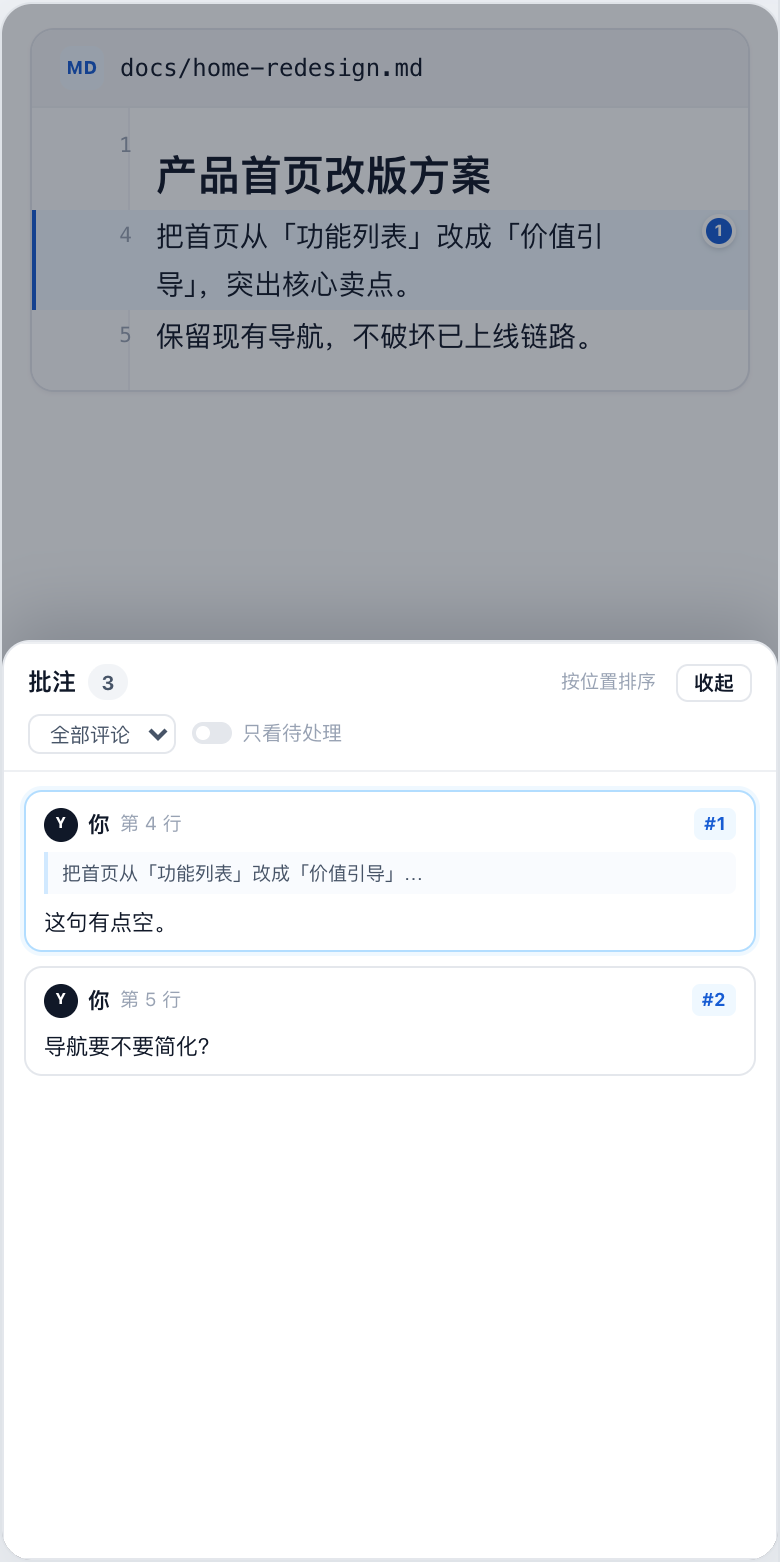 MD docs/home-redesign.md
1 产品首页改版方案
4 把首页从「功能列表」改成「价值引 1
导」，突出核心卖点。
5 保留现有导航，不破坏已上线链路。
批注 3 按位置排序 收起
全部评论 只看待处理
Y 你 第 4 行 #1
把首页从「功能列表」改成「价值引导」…
这句有点空。
Y 你 第 5 行 #2
导航要不要简化?